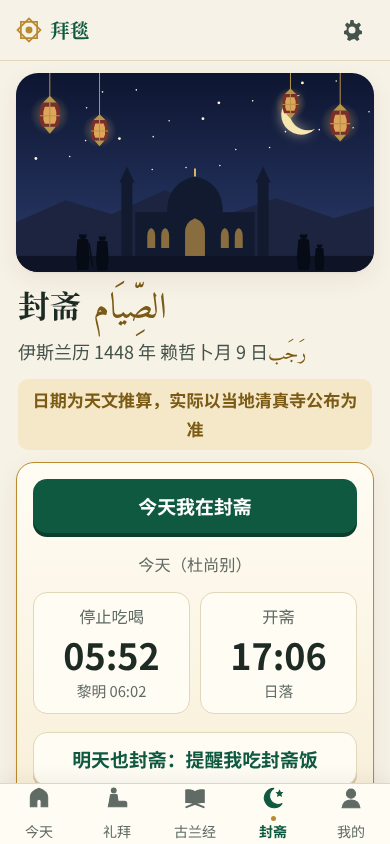 拜毯
封斋 الصِّيَام
伊斯兰历 1448 年 赖哲卜月 9 日رَجَب
日期为天文推算，实际以当地清真寺公布为
准
今天我在封斋
今天（杜尚别）
停止吃喝 开斋
05:52 17:06
黎明 06:02 日落
明天也封斋：提醒我吃封斋饭
今天 礼拜 古兰经 封斋 我的